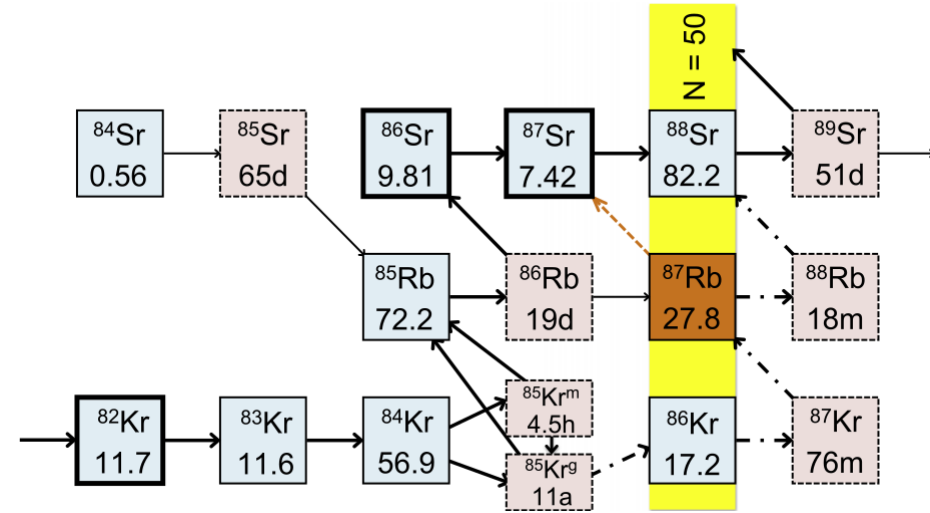 N = 50
⁸⁴Sr
0.56
⁸⁵Sr
65d
⁸⁶Sr
9.81
⁸⁷Sr
7.42
⁸⁸Sr
82.2
⁸⁹Sr
51d
⁸⁵Rb
72.2
⁸⁶Rb
19d
⁸⁷Rb
27.8
⁸⁸Rb
18m
⁸²Kr
11.7
⁸³Kr
11.6
⁸⁴Kr
56.9
⁸⁵Krᵐ
4.5h
⁸⁵Krᵍ
11a
⁸⁶Kr
17.2
⁸⁷Kr
76m